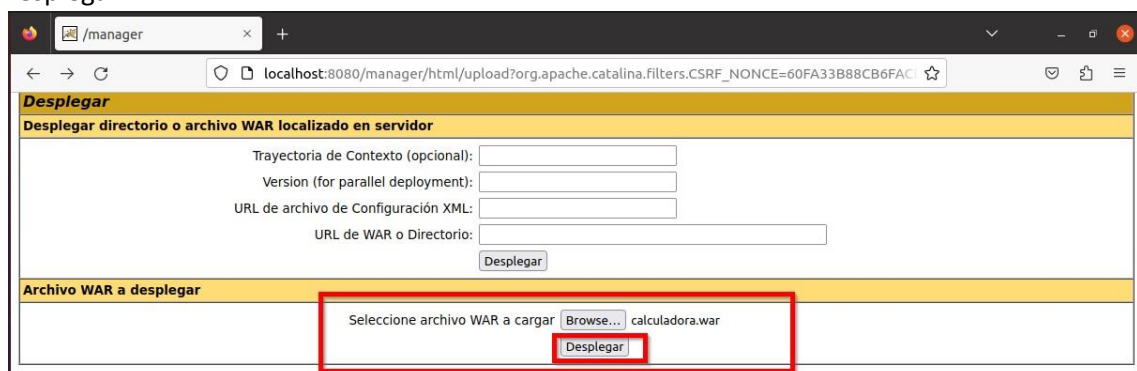 /manager
localhost:8080/manager/html/upload?org.apache.catalina.filters.CSRF_NONCE=60FA33B88CB6FAC
Desplegar
Desplegar directorio o archivo WAR localizado en servidor
Trayectoria de Contexto (opcional):
Version (for parallel deployment):
URL de archivo de Configuración XML:
URL de WAR o Directorio:
Desplegar
Archivo WAR a desplegar
Seleccione archivo WAR a cargar Browse... calculadora.war
Desplegar